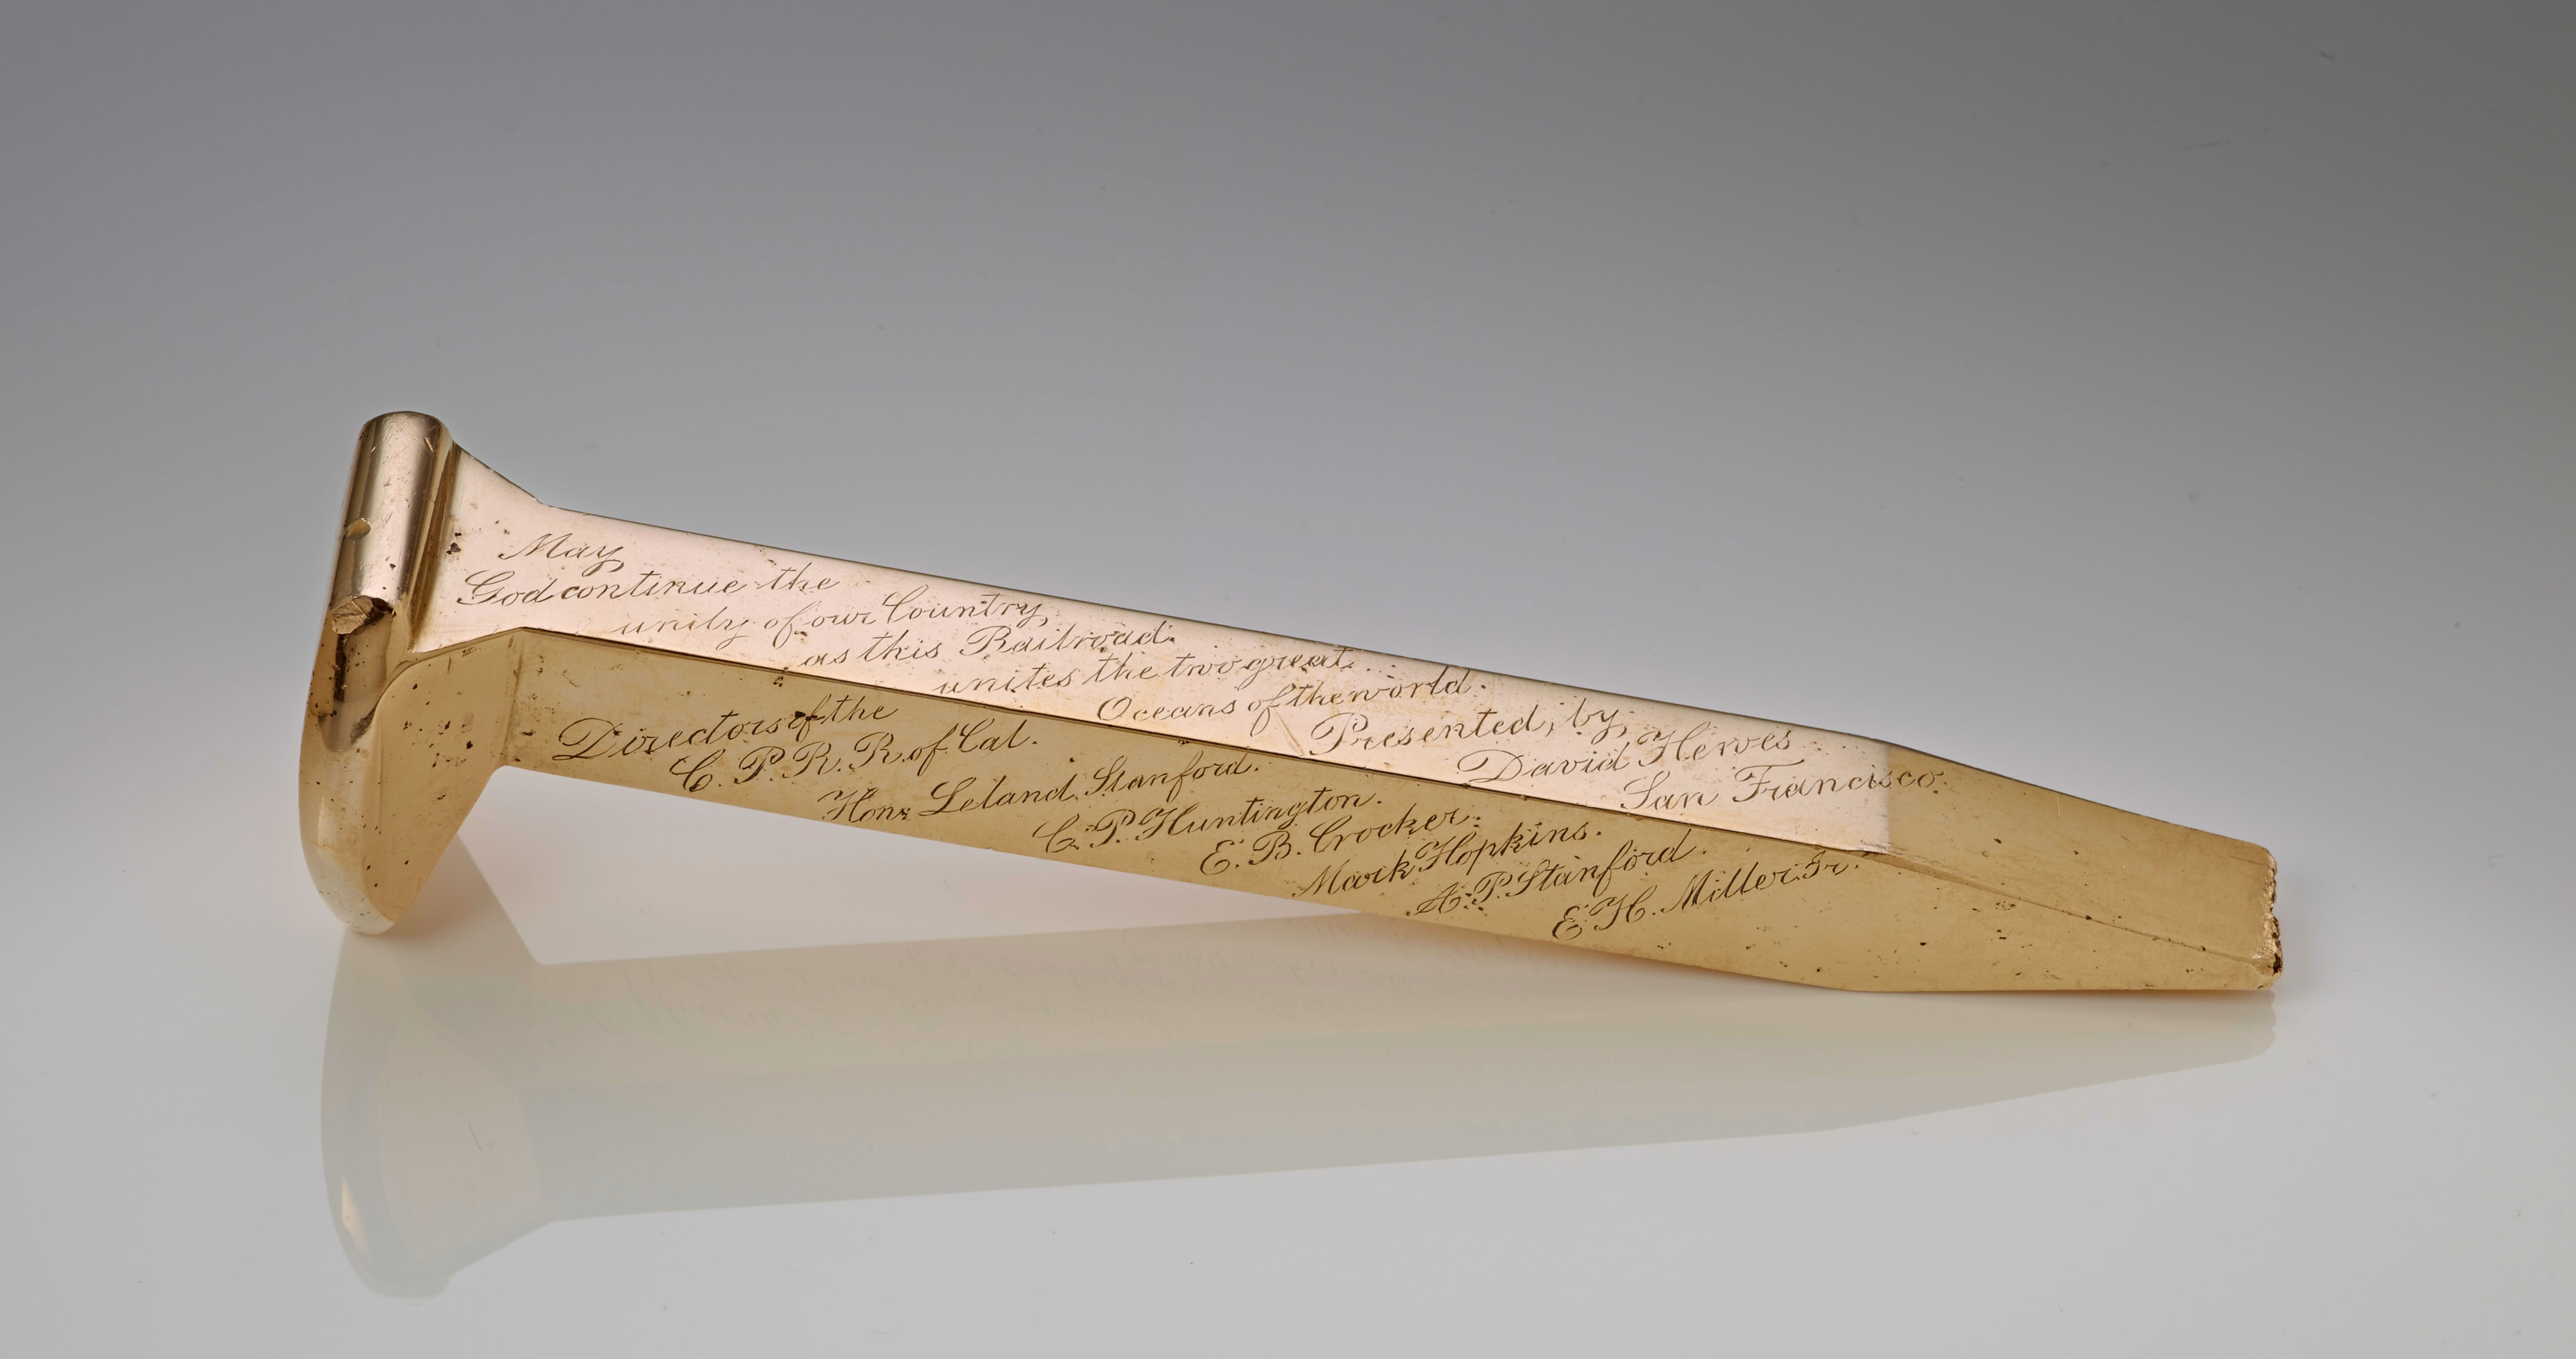 May
God continue the
unity of our Country,
as this Railroad.
unites the two great
Oceans of the world.
Presented, by,
David Hewes
San Francisco.
Directors of the
C. P. R. R. of Cal.
Hon. Leland Stanford.
C. P. Huntington.
E. B. Crocker.
Mark Hopkins.
A. P. Stanford.
E. H. Miller Jr.